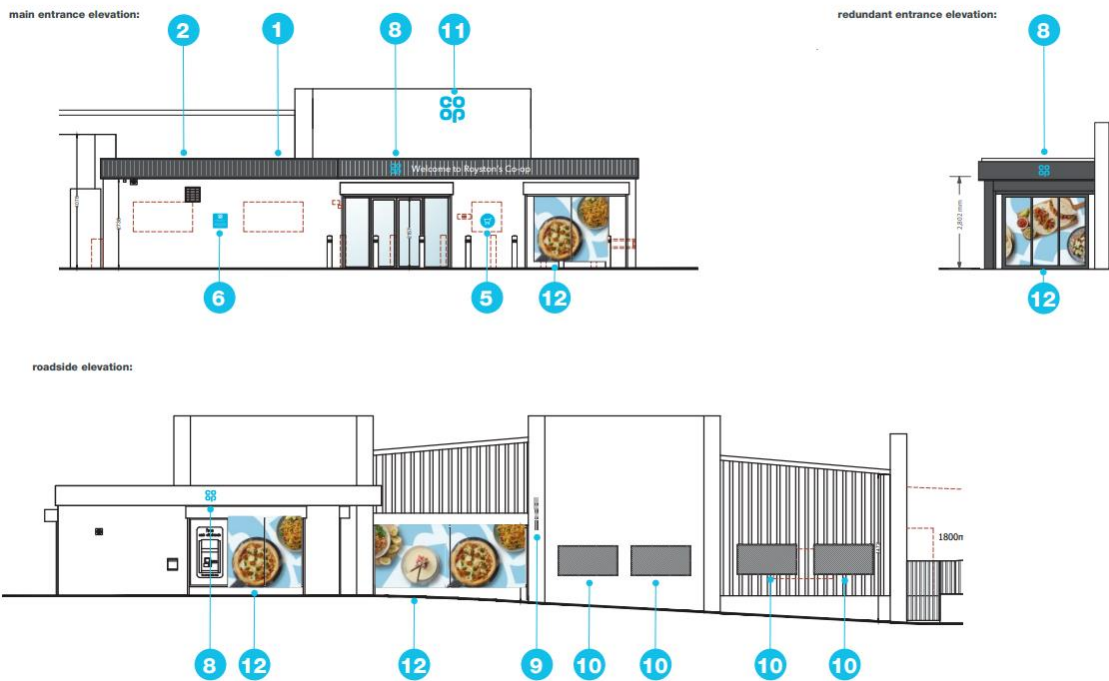 main entrance elevation:
redundant entrance elevation:
2
1
8
11
8
co
op
co
op
Welcome to Royston's Co-op
co
op
2,802 mm
6
5
12
12
roadside elevation:
co
op
1800m
8
12
12
9
10
10
10
10